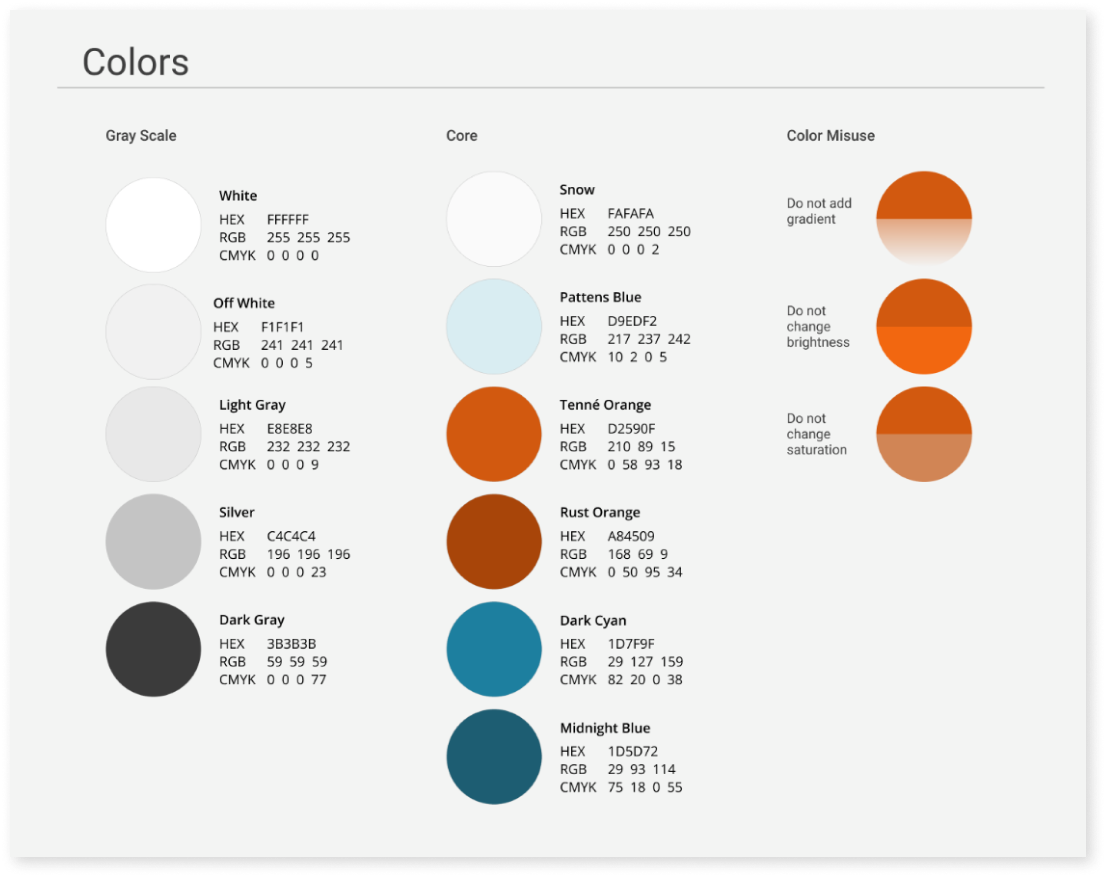 Colors
Gray Scale
White
HEX FFFFFF
RGB 255 255 255
CMYK 0 0 0 0
Off White
HEX F1F1F1
RGB 241 241 241
CMYK 0 0 0 5
Light Gray
HEX E8E8E8
RGB 232 232 232
CMYK 0 0 0 9
Silver
HEX C4C4C4
RGB 196 196 196
CMYK 0 0 0 23
Dark Gray
HEX 3B3B3B
RGB 59 59 59
CMYK 0 0 0 77
Core
Snow
HEX FAFAFA
RGB 250 250 250
CMYK 0 0 0 2
Pattens Blue
HEX D9EDF2
RGB 217 237 242
CMYK 10 2 0 5
Tenné Orange
HEX D2590F
RGB 210 89 15
CMYK 0 58 93 18
Rust Orange
HEX A84509
RGB 168 69 9
CMYK 0 50 95 34
Dark Cyan
HEX 1D7F9F
RGB 29 127 159
CMYK 82 20 0 38
Midnight Blue
HEX 1D5D72
RGB 29 93 114
CMYK 75 18 0 55
Color Misuse
Do not add
gradient
Do not
change
brightness
Do not
change
saturation